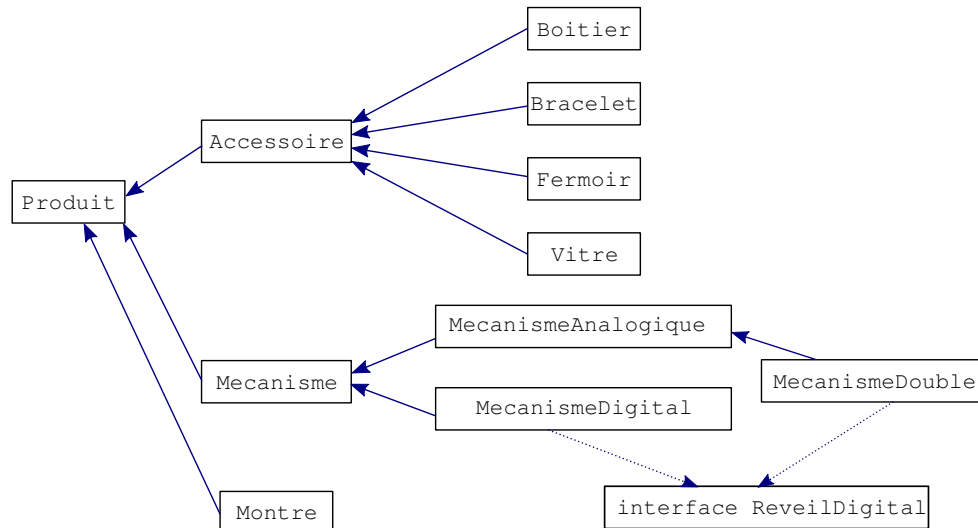 Boitier
Bracelet
Accessoire
Fermoir
Produit
Vitre
MecanismeAnalogique
Mecanisme
MecanismeDouble
MecanismeDigital
interface ReveilDigital
Montre